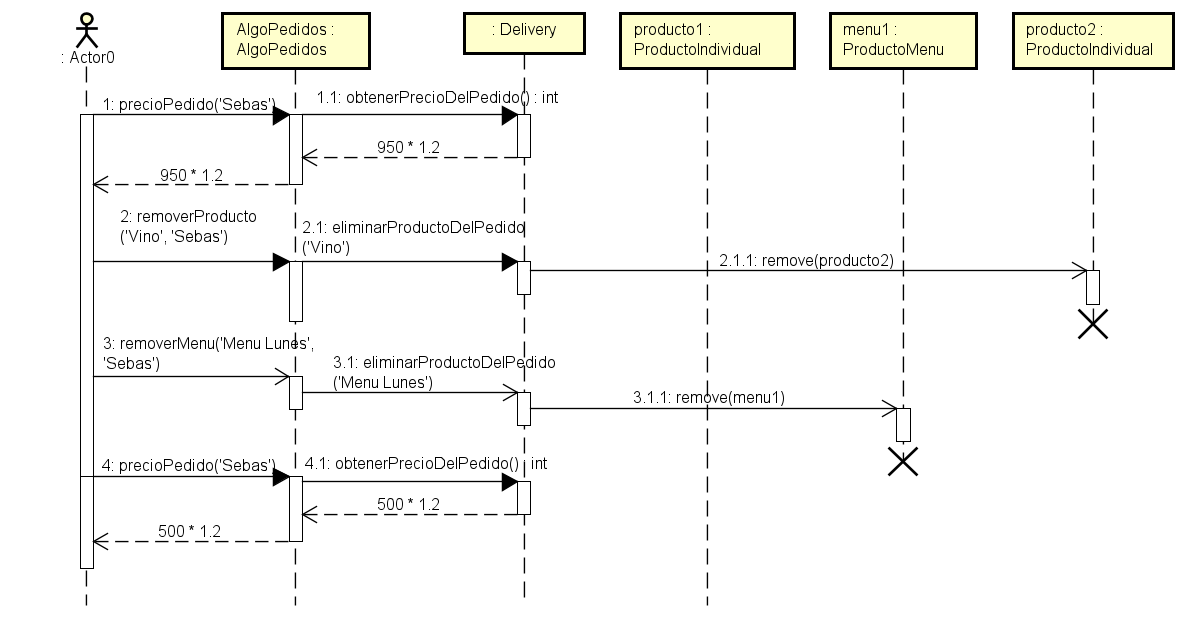 : Actor0
AlgoPedidos :
AlgoPedidos
: Delivery
producto1 :
ProductoIndividual
menu1 :
ProductoMenu
producto2 :
ProductoIndividual
1: precioPedido('Sebas')
1.1: obtenerPrecioDelPedido() : int
950 * 1.2
950 * 1.2
2: removerProducto
('Vino', 'Sebas')
2.1: eliminarProductoDelPedido
('Vino')
2.1.1: remove(producto2)
3: removerMenu('Menu Lunes',
'Sebas')
3.1: eliminarProductoDelPedido
('Menu Lunes')
3.1.1: remove(menu1)
4: precioPedido('Sebas')
4.1: obtenerPrecioDelPedido() : int
500 * 1.2
500 * 1.2